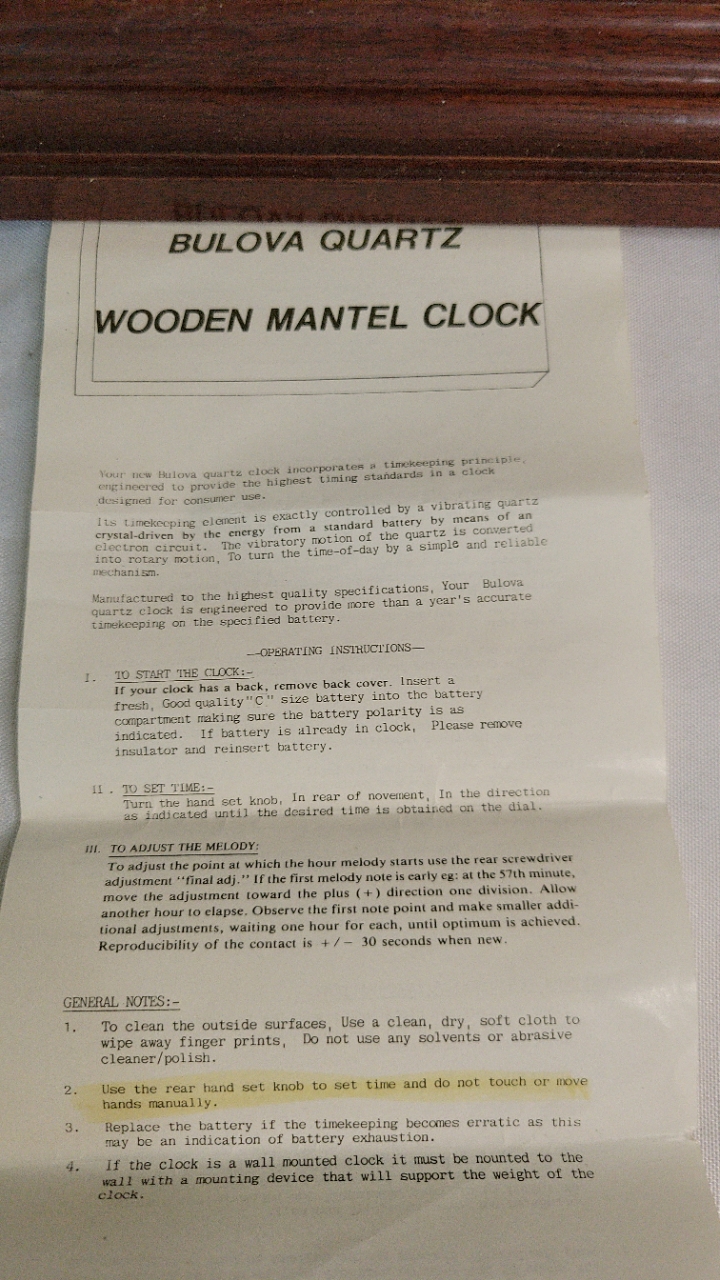 BULOVA QUARTZ
WOODEN MANTEL CLOCK
Your new Bulova quartz clock incorporates a timekeeping principle,
engineered to provide the highest timing standards in a clock
designed for consumer use.
Its timekeeping element is exactly controlled by a vibrating quartz
crystal-driven by the energy from a standard battery by means of an
electron circuit. The vibratory motion of the quartz is converted
into rotary motion, To turn the time-of-day by a simple and reliable
mechanism.
Manufactured to the highest quality specifications, Your Bulova
quartz clock is engineered to provide more than a year's accurate
timekeeping on the specified battery.
—OPERATING INSTRUCTIONS—
I. TO START THE CLOCK:-
If your clock has a back, remove back cover. Insert a
fresh, Good quality "C" size battery into the battery
compartment making sure the battery polarity is as
indicated. If battery is already in clock, Please remove
insulator and reinsert battery.
II. TO SET TIME:-
Turn the hand set knob, In rear of novement, In the direction
as indicated until the desired time is obtained on the dial.
III. TO ADJUST THE MELODY:
To adjust the point at which the hour melody starts use the rear screwdriver
adjustment "final adj." If the first melody note is early eg: at the 57th minute,
move the adjustment toward the plus (+) direction one division. Allow
another hour to elapse. Observe the first note point and make smaller addi-
tional adjustments, waiting one hour for each, until optimum is achieved.
Reproducibility of the contact is +/- 30 seconds when new.
GENERAL NOTES:-
1. To clean the outside surfaces, Use a clean, dry, soft cloth to
wipe away finger prints, Do not use any solvents or abrasive
cleaner/polish.
2. Use the rear hand set knob to set time and do not touch or move
hands manually.
3. Replace the battery if the timekeeping becomes erratic as this
may be an indication of battery exhaustion.
4. If the clock is a wall mounted clock it must be nounted to the
wall with a mounting device that will support the weight of the
clock.